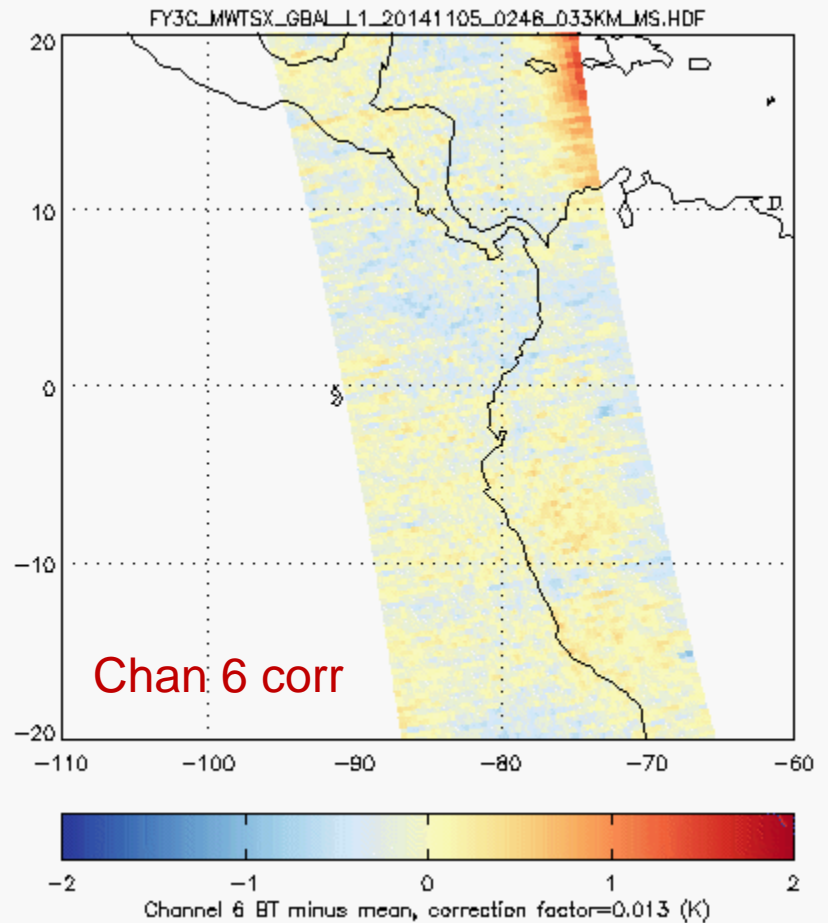 FY3C_MWTSX_GBAL_L1_20141105_0246_033KM_MS.HDF
20
10
0
−10
−20
Chan 6 corr
−110 −100 −90 −80 −70 −60
−2 −1 0 1 2
Channel 6 BT minus mean, correction factor=0.013 (K)